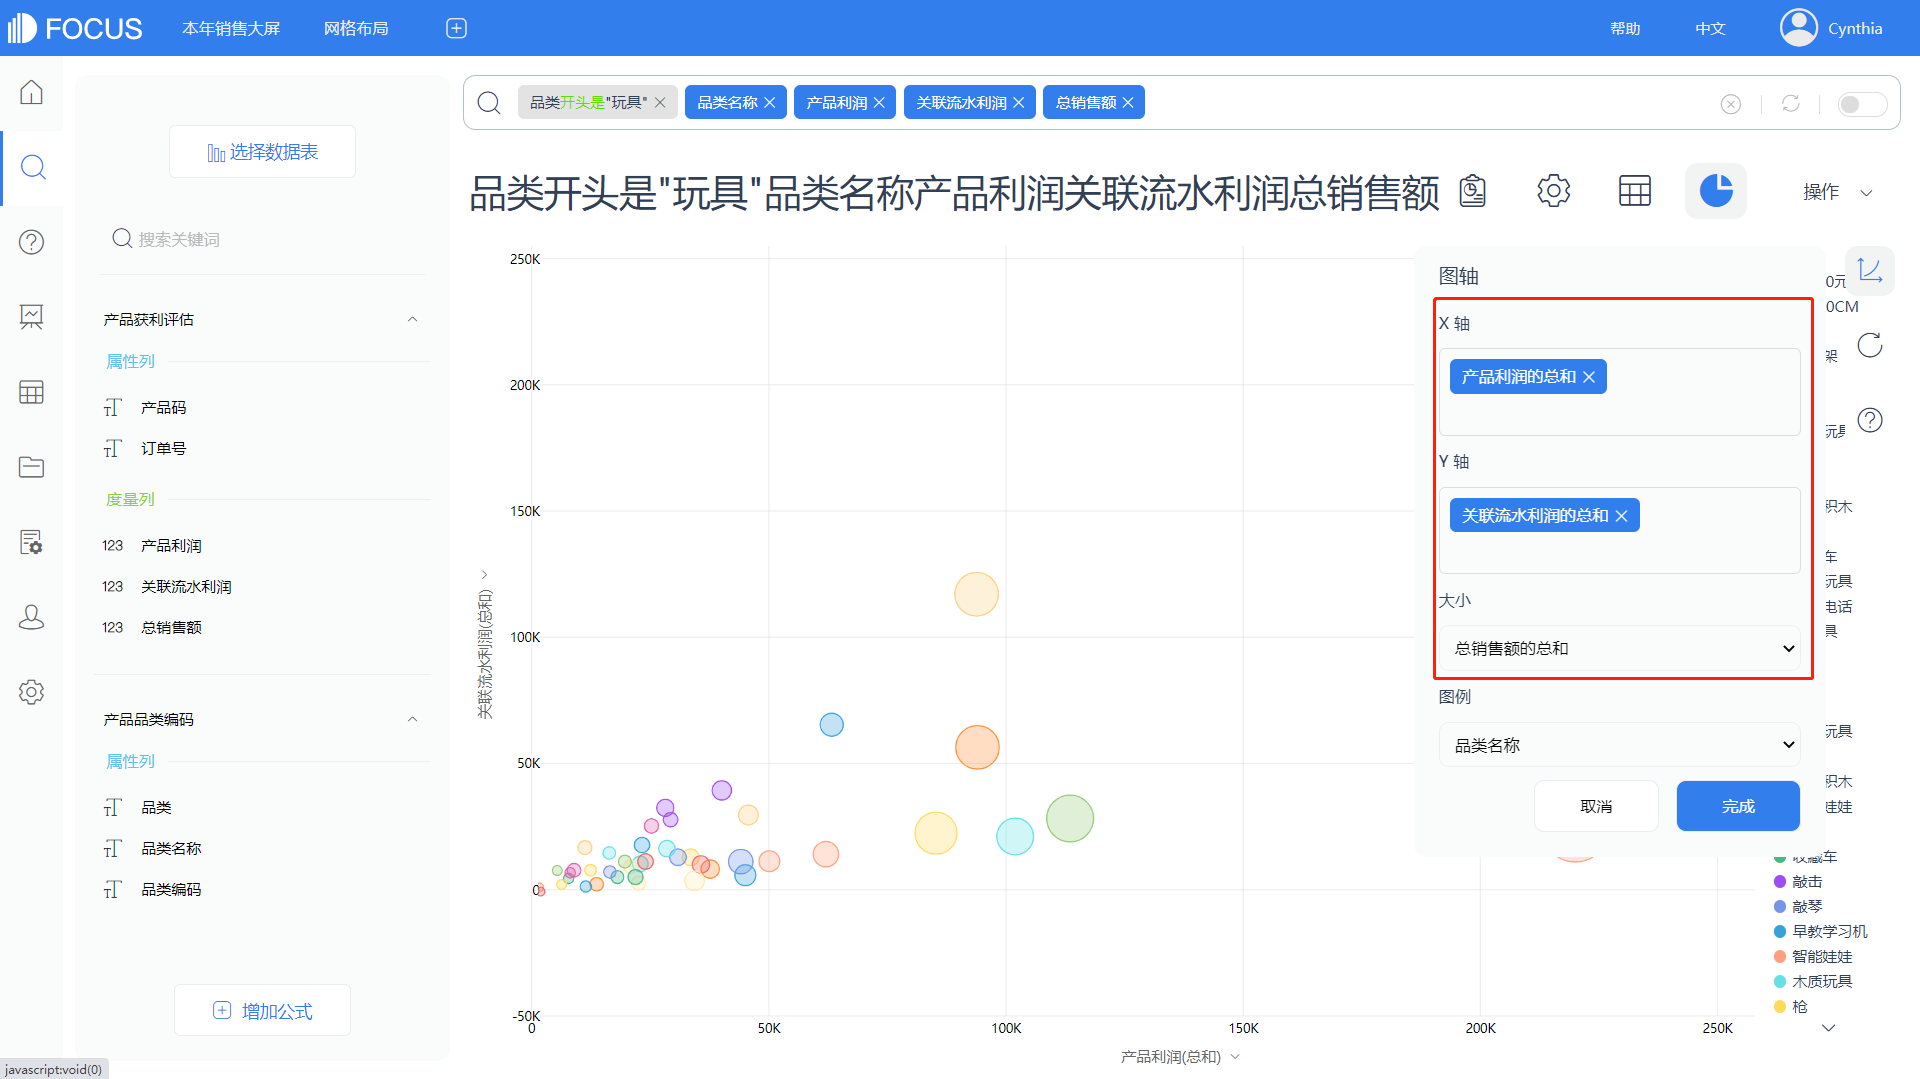 FOCUS
本年销售大屏
网格布局
帮助
中文
Cynthia
选择数据表
搜索关键词
产品获利评估
属性列
产品码
订单号
度量列
123 产品利润
123 关联流水利润
123 总销售额
产品品类编码
属性列
品类
品类名称
品类编码
增加公式
javascript:void(0)
品类开头是"玩具"
品类名称
产品利润
关联流水利润
总销售额
品类开头是"玩具"品类名称产品利润关联流水利润总销售额
操作
250K
200K
150K
100K
50K
0
-50K
关联流水利润(总和)
0
50K
100K
150K
200K
250K
产品利润(总和)
图轴
X 轴
产品利润的总和
Y 轴
关联流水利润的总和
大小
总销售额的总和
图例
品类名称
取消
完成
0元
0CM
架
玩具
积木
车
玩具
电话
具
玩具
积木
娃娃
收藏车
敲击
敲琴
早教学习机
智能娃娃
木质玩具
枪